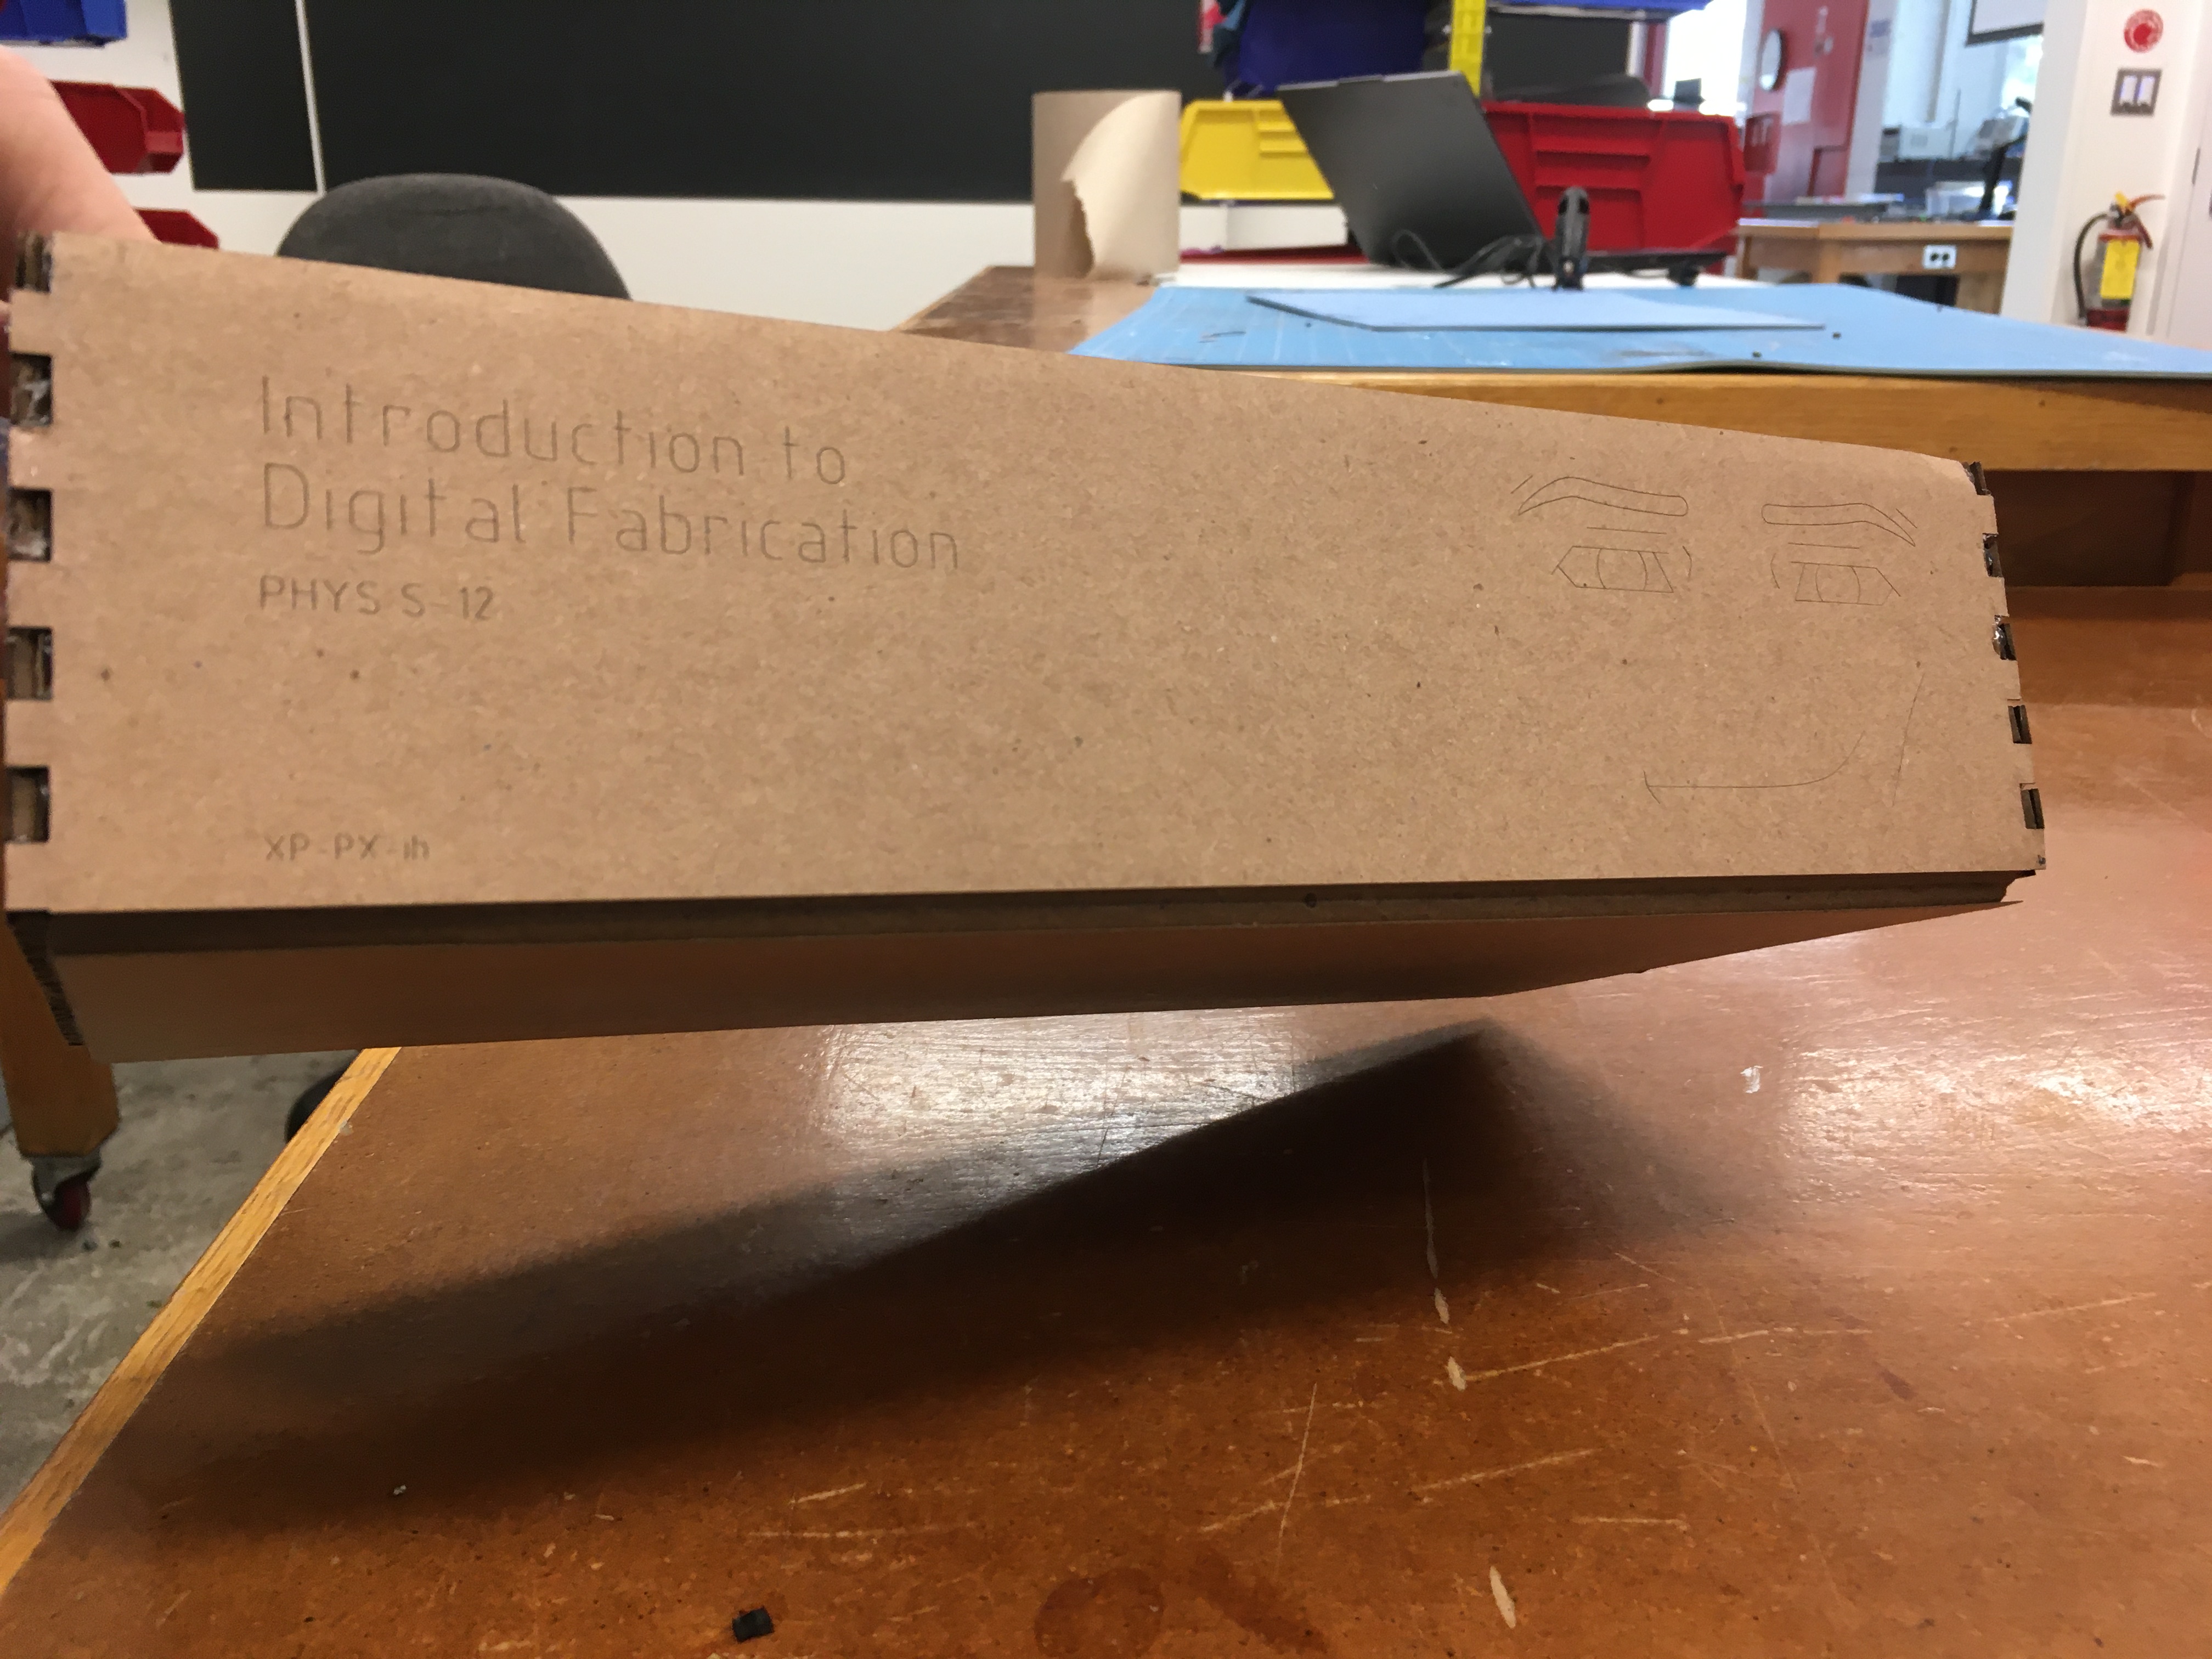 Introduction to
Digital Fabrication
PHYS S-12
XP-PX-ih